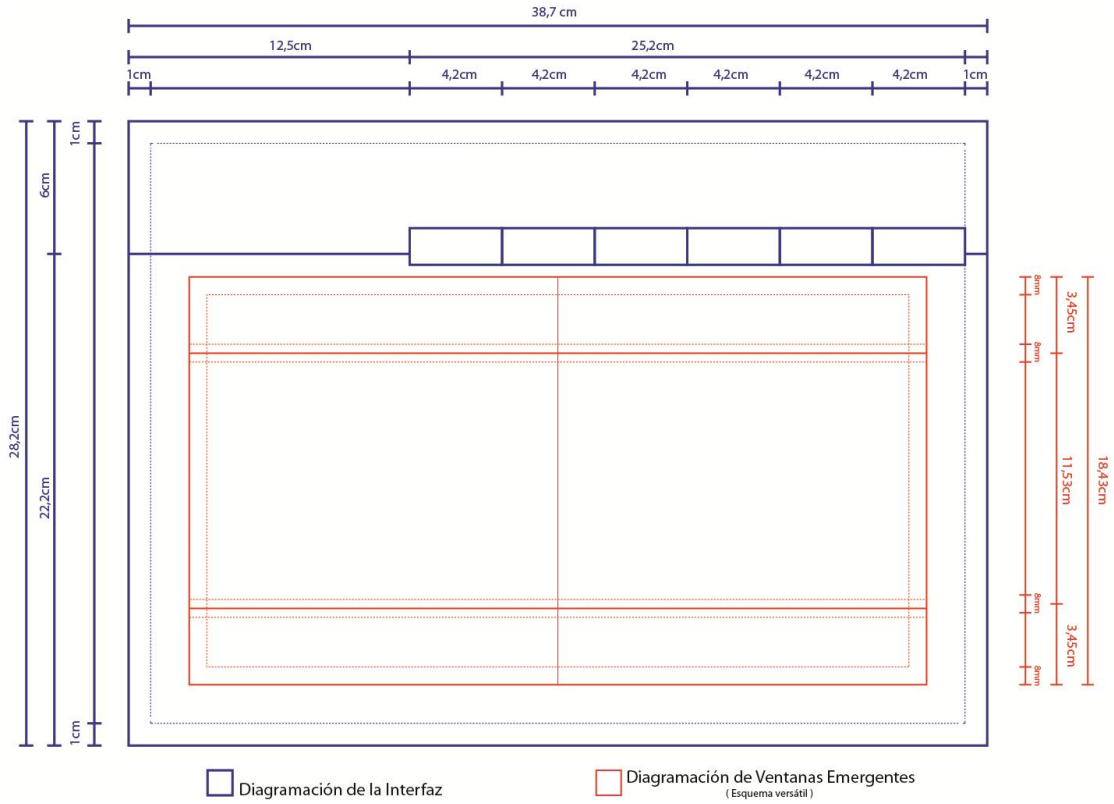 38,7 cm
12,5cm
25,2cm
1cm
4,2cm
4,2cm
4,2cm
4,2cm
4,2cm
4,2cm
1cm
1cm
6cm
28,2cm
22,2cm
1cm
8mm
3,45cm
8mm
11,53cm
18,43cm
8mm
3,45cm
8mm
Diagramación de la Interfaz
Diagramación de Ventanas Emergentes
( Esquema versátil )